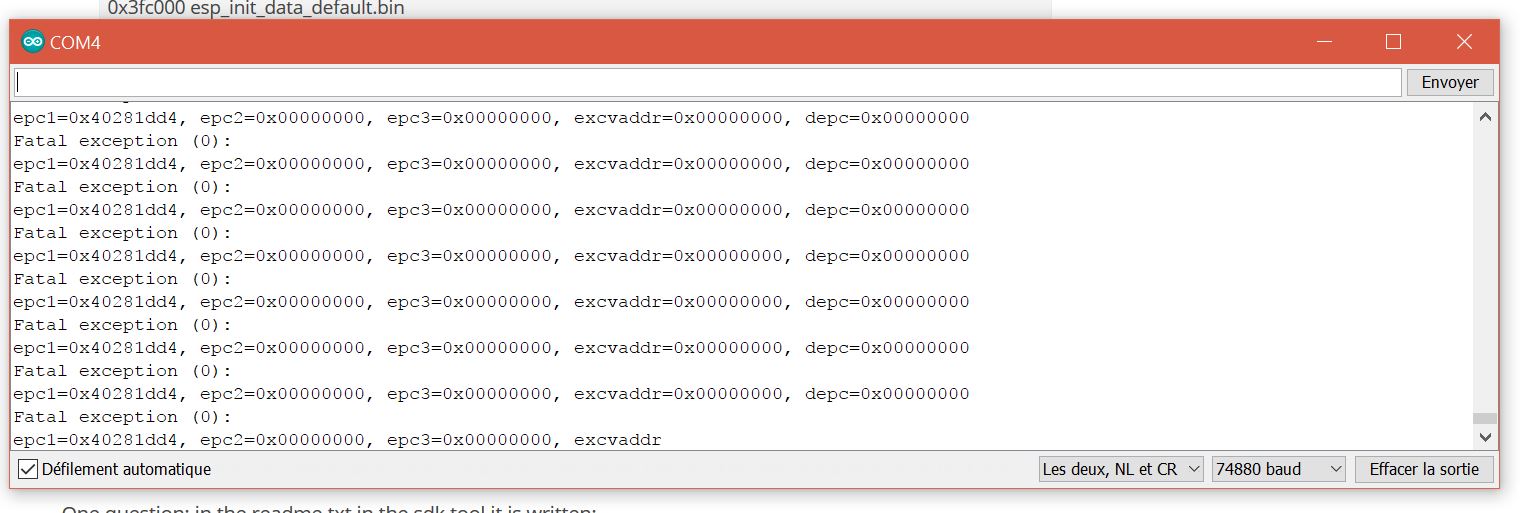 0x3fc000 esp_init_data_default.bin
COM4
Envoyer
epc1=0x40281dd4, epc2=0x00000000, epc3=0x00000000, excvaddr=0x00000000, depc=0x00000000
Fatal exception (0):
epc1=0x40281dd4, epc2=0x00000000, epc3=0x00000000, excvaddr=0x00000000, depc=0x00000000
Fatal exception (0):
epc1=0x40281dd4, epc2=0x00000000, epc3=0x00000000, excvaddr=0x00000000, depc=0x00000000
Fatal exception (0):
epc1=0x40281dd4, epc2=0x00000000, epc3=0x00000000, excvaddr=0x00000000, depc=0x00000000
Fatal exception (0):
epc1=0x40281dd4, epc2=0x00000000, epc3=0x00000000, excvaddr=0x00000000, depc=0x00000000
Fatal exception (0):
epc1=0x40281dd4, epc2=0x00000000, epc3=0x00000000, excvaddr=0x00000000, depc=0x00000000
Fatal exception (0):
epc1=0x40281dd4, epc2=0x00000000, epc3=0x00000000, excvaddr=0x00000000, depc=0x00000000
Fatal exception (0):
epc1=0x40281dd4, epc2=0x00000000, epc3=0x00000000, excvaddr
Défilement automatique
Les deux, NL et CR
74880 baud
Effacer la sortie
One question: in the readme.txt in the sdk tool it is written: